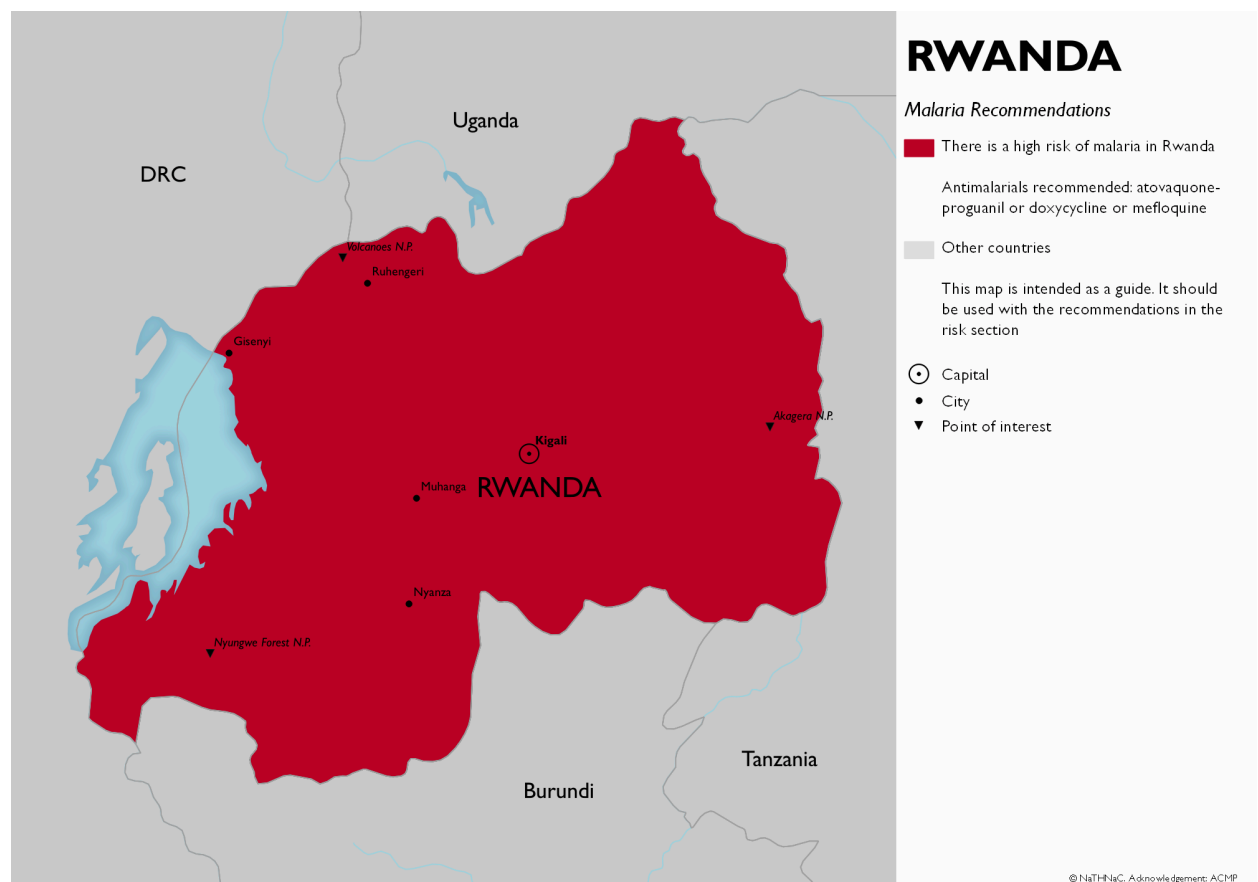 RWANDA
Malaria Recommendations
There is a high risk of malaria in Rwanda
Antimalarials recommended: atovaquone-
proguanil or doxycycline or mefloquine
Other countries
This map is intended as a guide. It should
be used with the recommendations in the
risk section
Capital
City
Point of interest
Uganda
DRC
Volcanoes N.P.
Ruhengeri
Gisenyi
Akagera N.P.
Kigali
Muhanga
RWANDA
Nyanza
Nyungwe Forest N.P.
Tanzania
Burundi
© NaTHNaC. Acknowledgement: ACMP